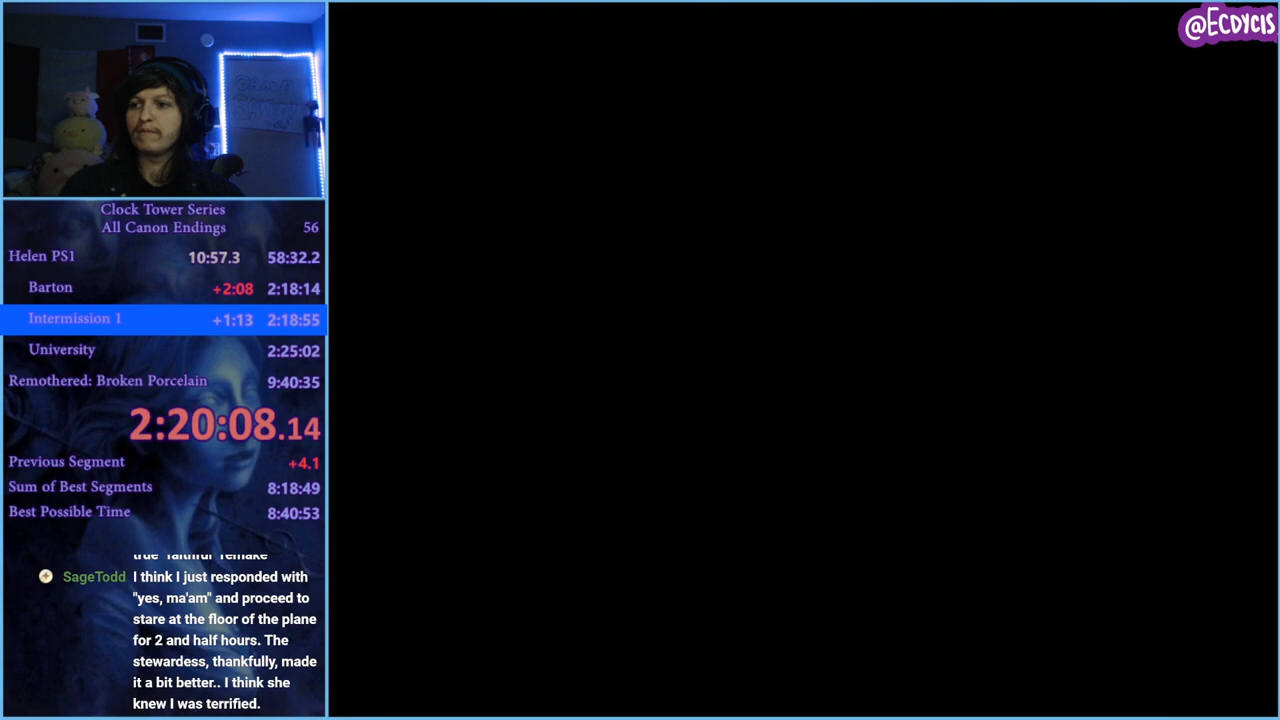 @ECDYCIS
GAME
Clock Tower Series
All Canon Endings 56
Helen PS1 10:57.3 58:32.2
Barton +2:08 2:18:14
Intermission 1 +1:13 2:18:55
University 2:25:02
Remothered: Broken Porcelain 9:40:35
2:20:08.14
Previous Segment +4.1
Sum of Best Segments 8:18:49
Best Possible Time 8:40:53
true "faithful" remake
SageTodd I think I just responded with
"yes, ma'am" and proceed to
stare at the floor of the plane
for 2 and half hours. The
stewardess, thankfully, made
it a bit better.. I think she
knew I was terrified.